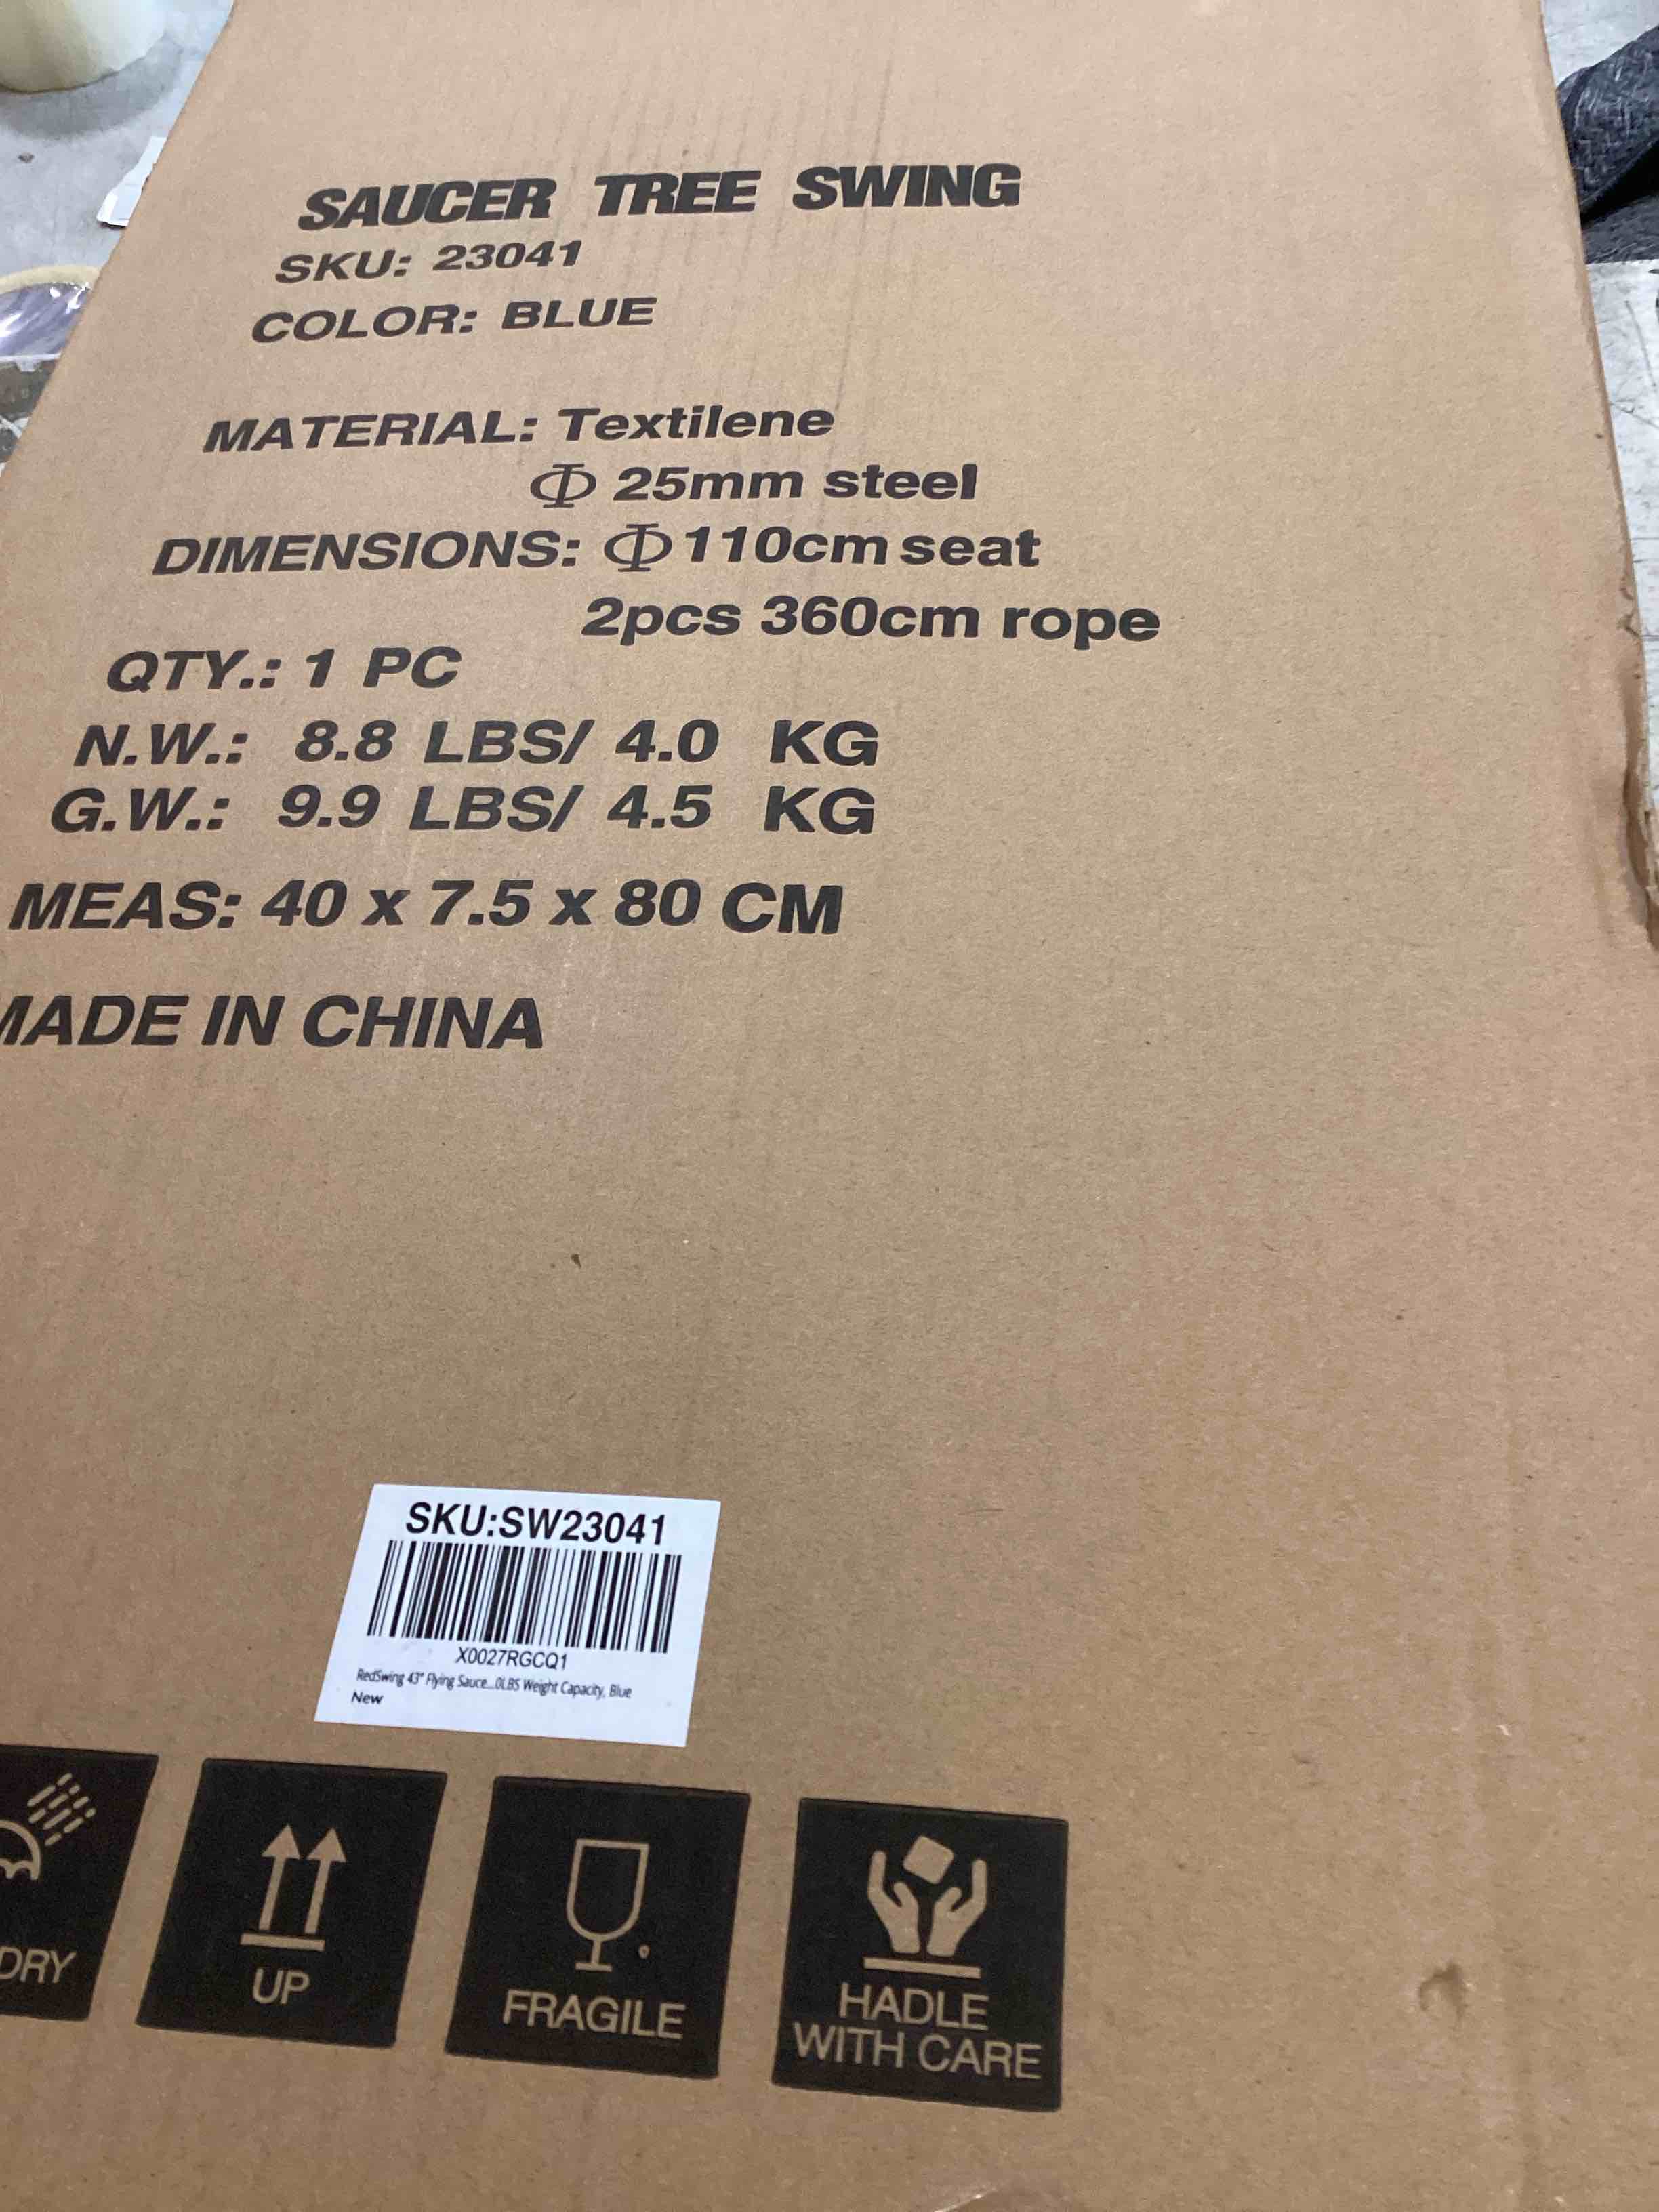 SAUCER TREE SWING
SKU: 23041
COLOR: BLUE
MATERIAL: Textilene
Φ 25mm steel
DIMENSIONS: Φ110cm seat
2pcs 360cm rope
QTY.: 1 PC
N.W.: 8.8 LBS/ 4.0 KG
G.W.: 9.9 LBS/ 4.5 KG
MEAS: 40 x 7.5 x 80 CM
MADE IN CHINA
SKU:SW23041
X0027RGCQ1
RedSwing 43" Flying Sauce...0LBS Weight Capacity, Blue
New
DRY
UP
FRAGILE
HADLE
WITH CARE